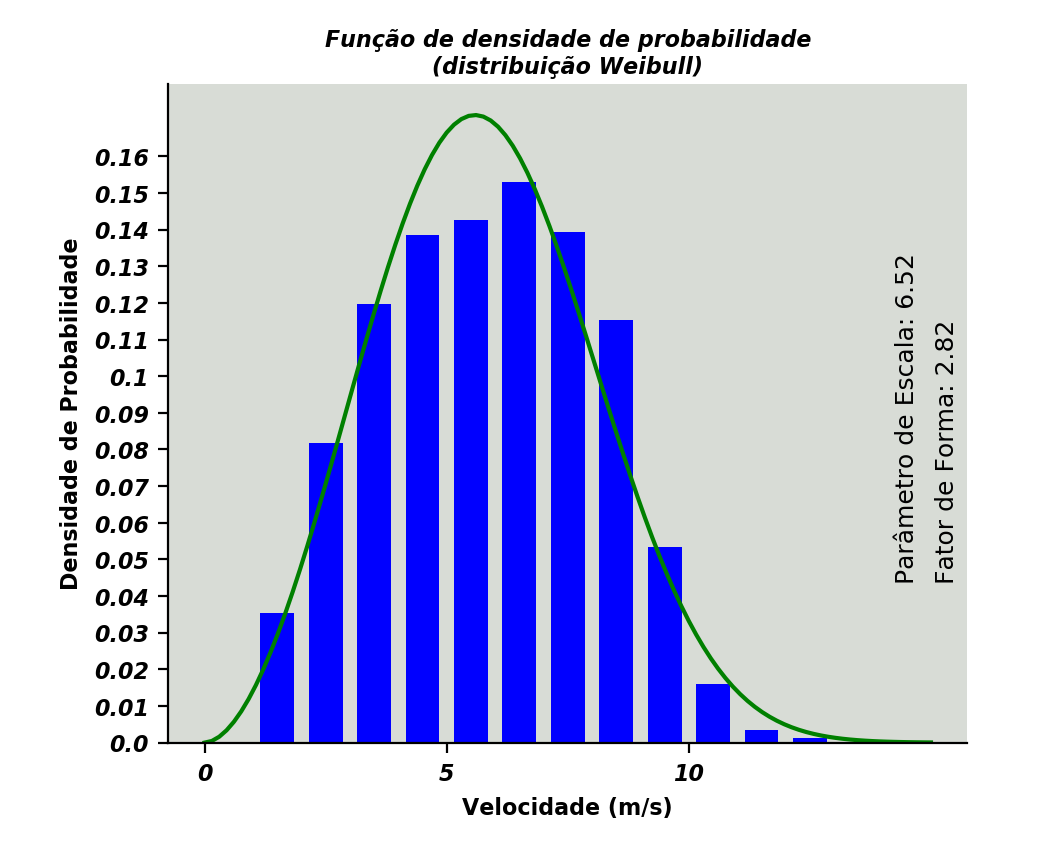 Função de densidade de probabilidade
(distribuição Weibull)
Densidade de Probabilidade
0.16
0.15
0.14
0.13
0.12
0.11
0.1
0.09
0.08
0.07
0.06
0.05
0.04
0.03
0.02
0.01
0.0
Parâmetro de Escala: 6.52
Fator de Forma: 2.82
0 5 10
Velocidade (m/s)